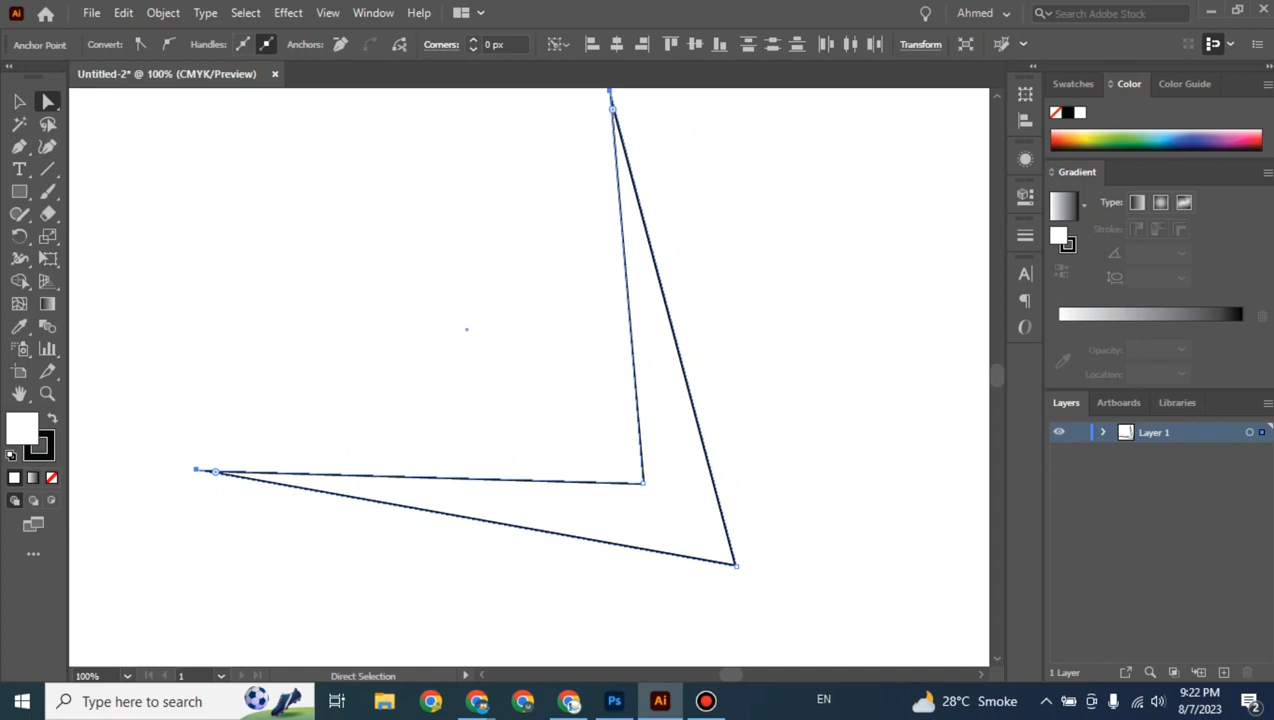 Ai File Edit Object Type Select Effect View Window Help Ahmed Search Adobe Stock
Anchor Point Convert: Handles: Anchors: Corners: 0 px Transform
Untitled-2* @ 100% (CMYK/Preview) ×
Swatches Color Color Guide
Gradient
Type:
Stroke:
Opacity:
Location:
Layers Artboards Libraries
Layer 1
100% 1 Direct Selection 1 Layer
Type here to search Ps Ai EN 28°C Smoke 9:22 PM
8/7/2023 2